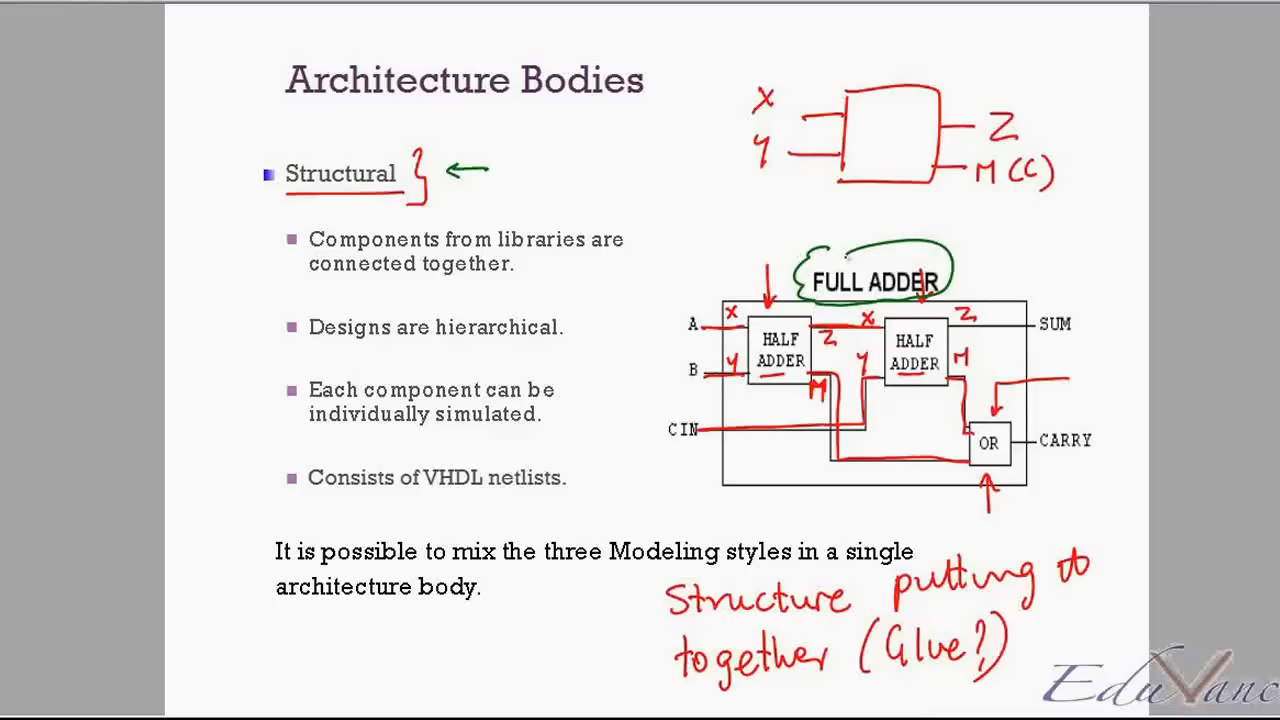 Architecture Bodies
X
Y
Z
M (C)
Structural
Components from libraries are
connected together.
Designs are hierarchical.
Each component can be
individually simulated.
Consists of VHDL netlists.
FULL ADDER
A
X
HALF
ADDER
Z
X
HALF
ADDER
Z
SUM
B
Y
M
Y
M
CIN
OR
CARRY
It is possible to mix the three Modeling styles in a single
architecture body.
Structure putting
together (Glue?)